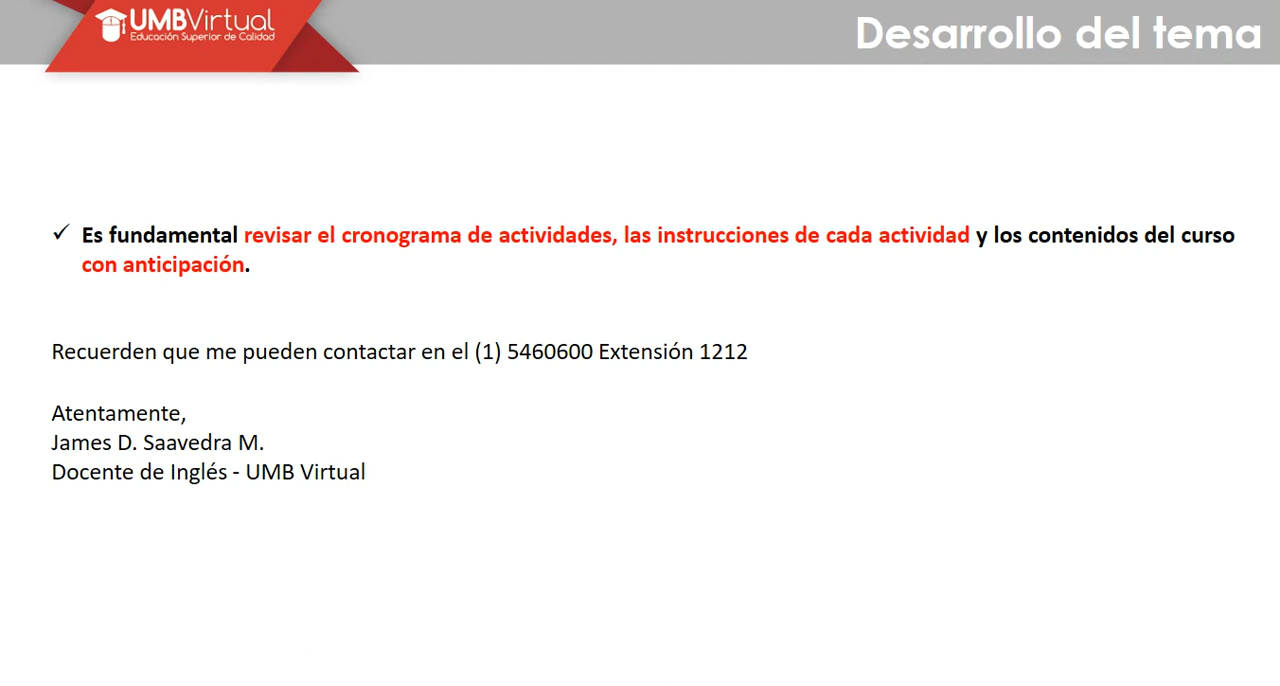 UMBVirtual
Educación Superior de Calidad
Desarrollo del tema
✓ Es fundamental revisar el cronograma de actividades, las instrucciones de cada actividad y los contenidos del curso
con anticipación.
Recuerden que me pueden contactar en el (1) 5460600 Extensión 1212
Atentamente,
James D. Saavedra M.
Docente de Inglés - UMB Virtual